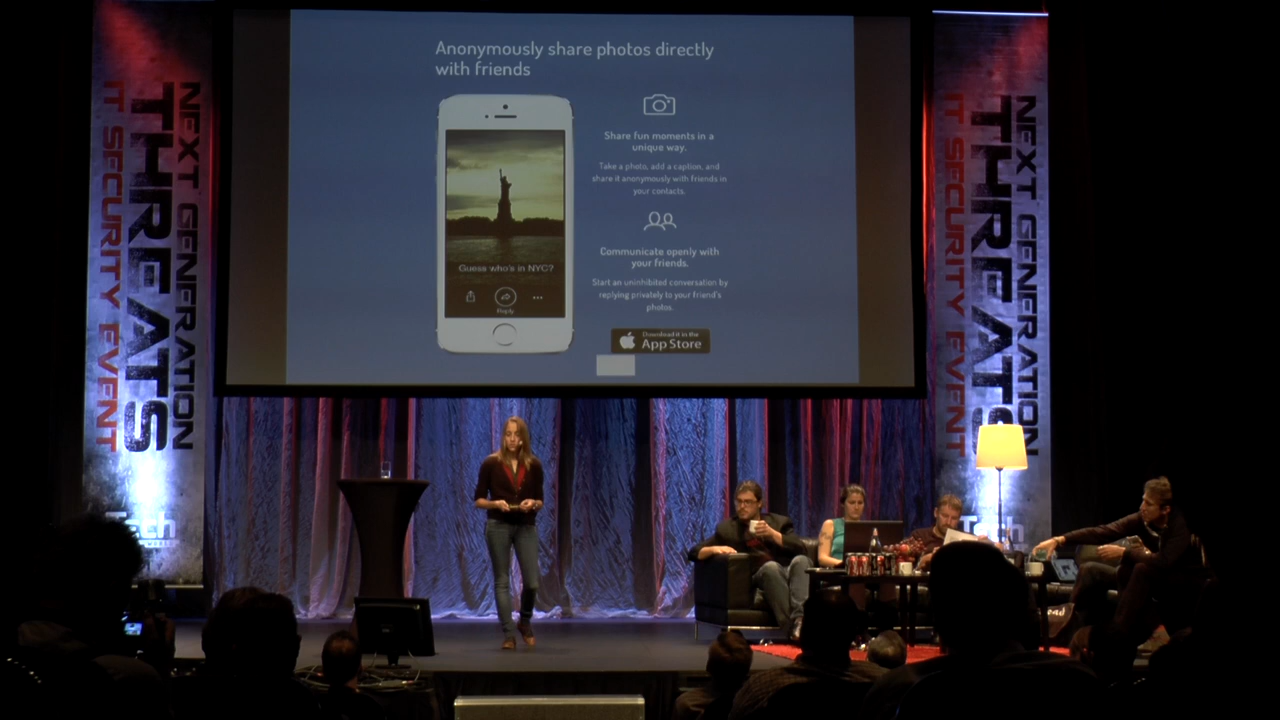 Anonymously share photos directly
with friends
Share fun moments in a
unique way.
Take a photo, add a caption, and
share it anonymously with friends in
your contacts.
Guess who's in NYC?
Reply
Communicate openly with
your friends.
Start an uninhibited conversation by
replying privately to your friend's
photos.
Download it in the
App Store
NEXT GENERATION
THREATS
IT SECURITY EVENT
Tech
NEXT GENERATION
THREATS
IT SECURITY EVENT
Tech